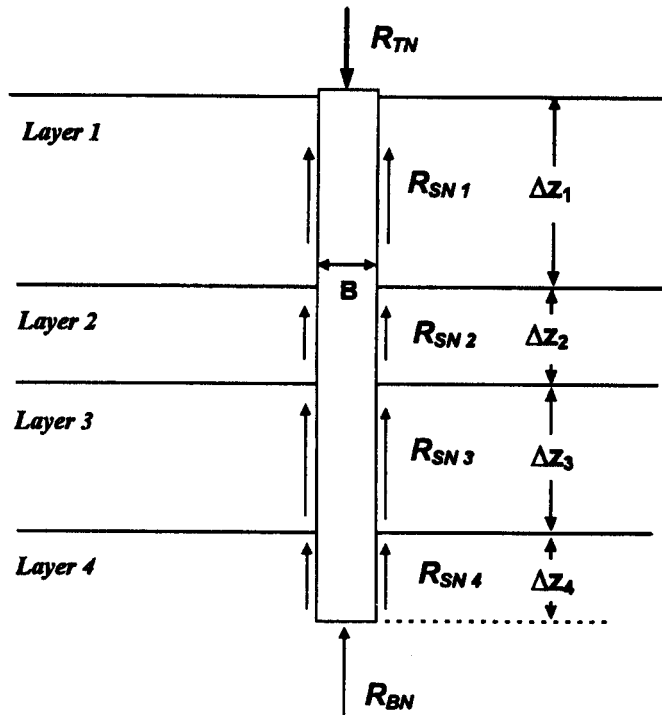 R_TN
Layer 1
R_SN 1
Δz_1
B
Layer 2
R_SN 2
Δz_2
Layer 3
R_SN 3
Δz_3
Layer 4
R_SN 4
Δz_4
R_BN